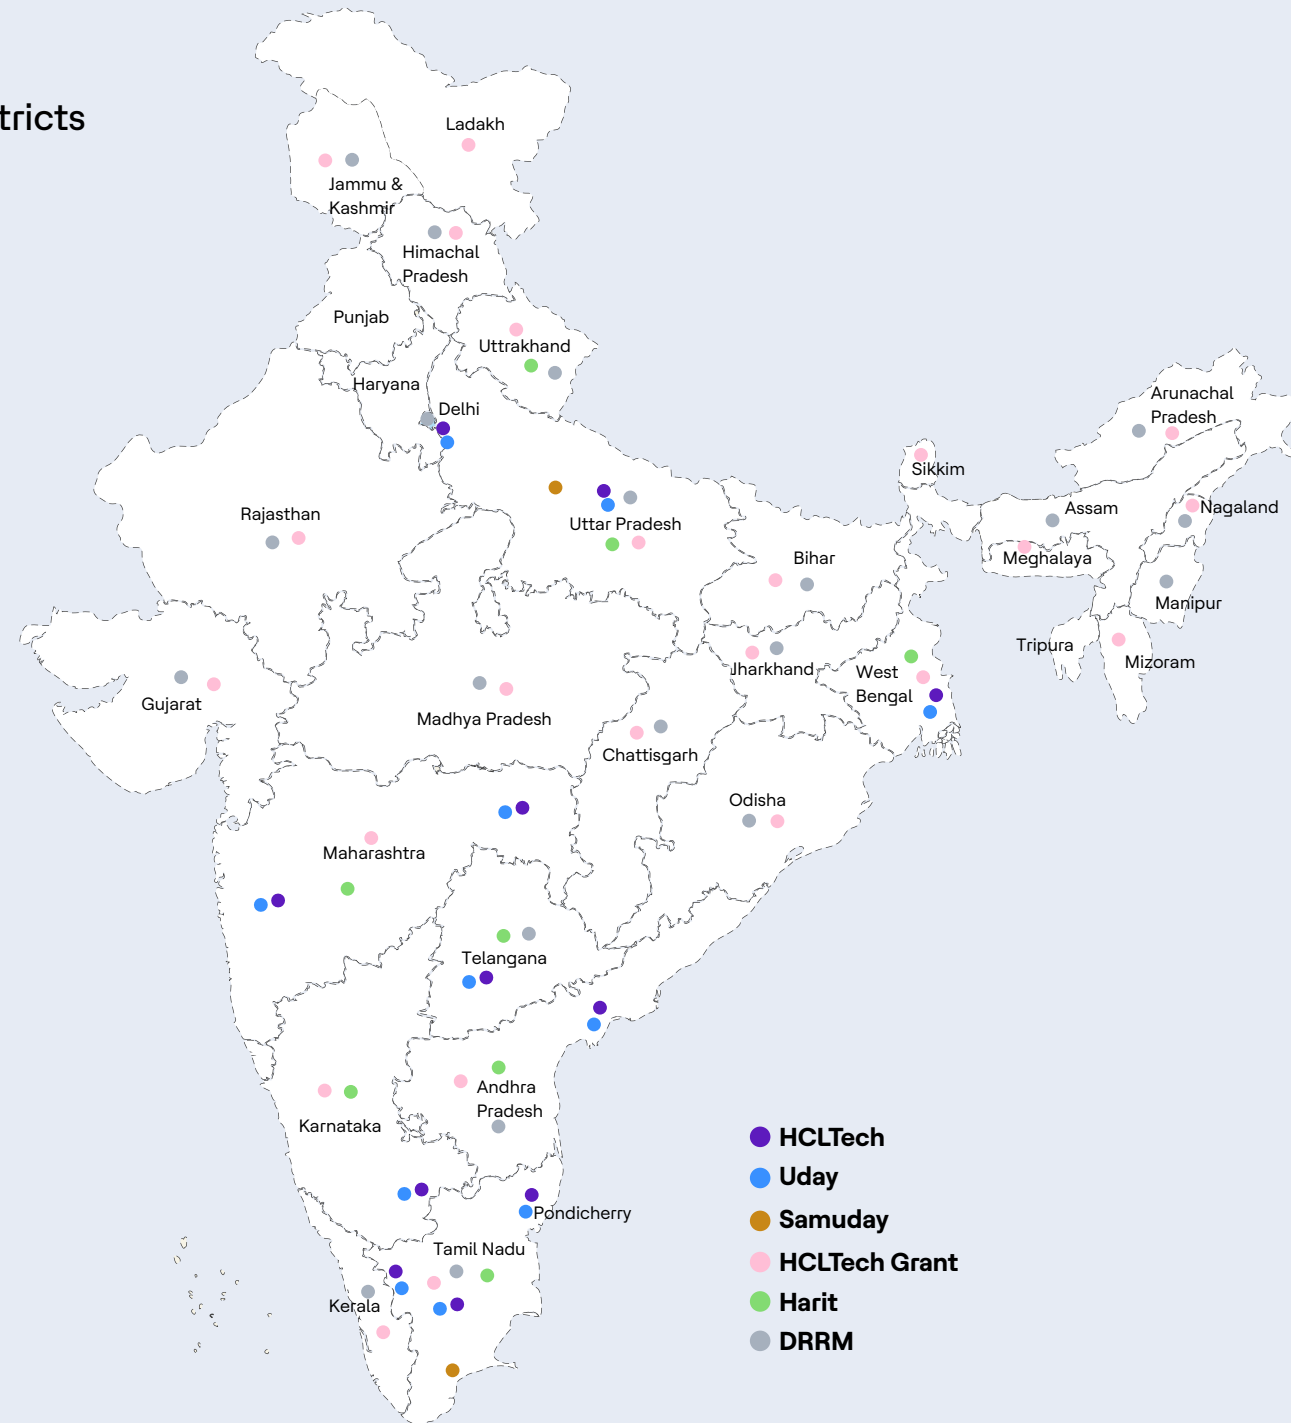 tricts
Ladakh
Jammu &
Kashmir
Himachal
Pradesh
Punjab
Uttrakhand
Haryana
Delhi
Arunachal
Pradesh
Sikkim
Rajasthan
Uttar Pradesh
Assam
Nagaland
Bihar
Meghalaya
Manipur
Tripura
Mizoram
Jharkhand
West
Bengal
Gujarat
Madhya Pradesh
Chattisgarh
Odisha
Maharashtra
Telangana
Andhra
Pradesh
Karnataka
Pondicherry
Tamil Nadu
Kerala
HCLTech
Uday
Samuday
HCLTech Grant
Harit
DRRM